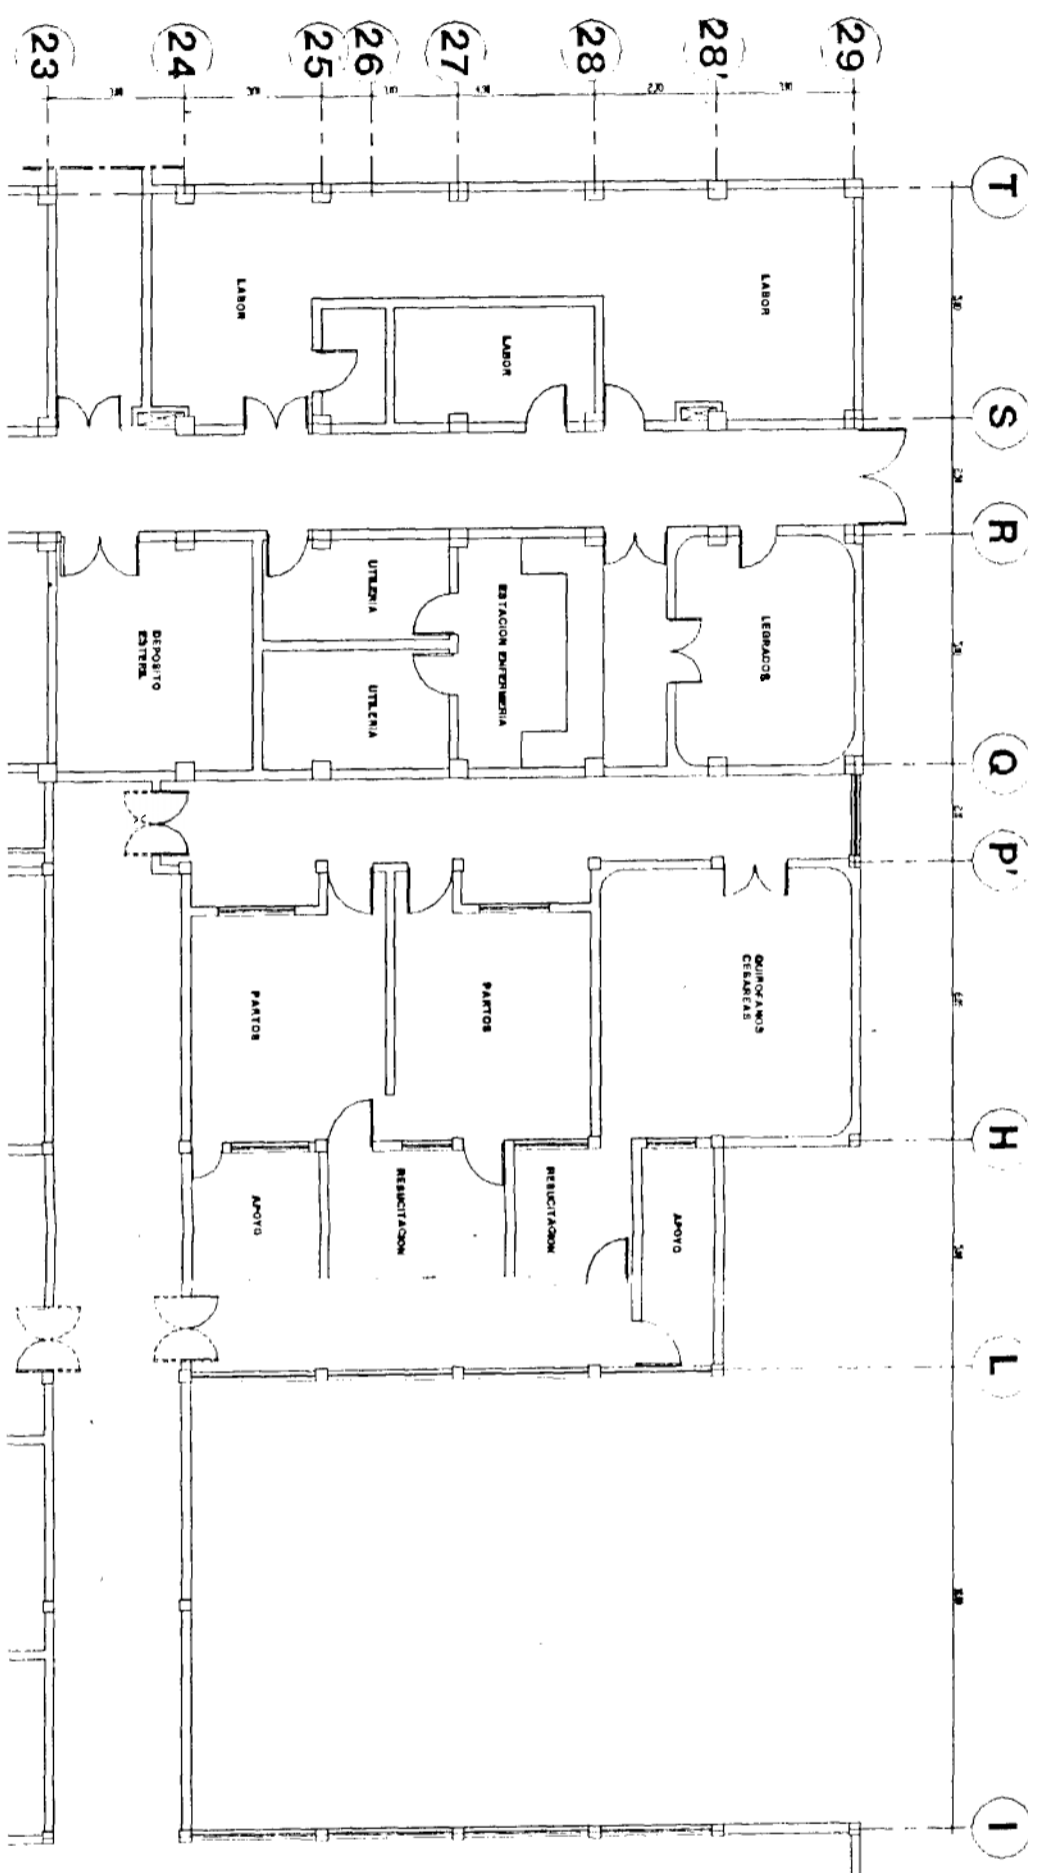 23
24
25
26
27
28
28'
29
T
S
R
Q
P'
H
L
I
LABOR
LABOR
LABOR
UTILERIA
UTILERIA
ESTACION ENFERMERIA
LEGRADOS
DEPOSITO
ESTERIL
PARTOS
PARTOS
QUIROFANOS
CESAREAS
APOYO
RESUCITACION
RESUCITACION
APOYO